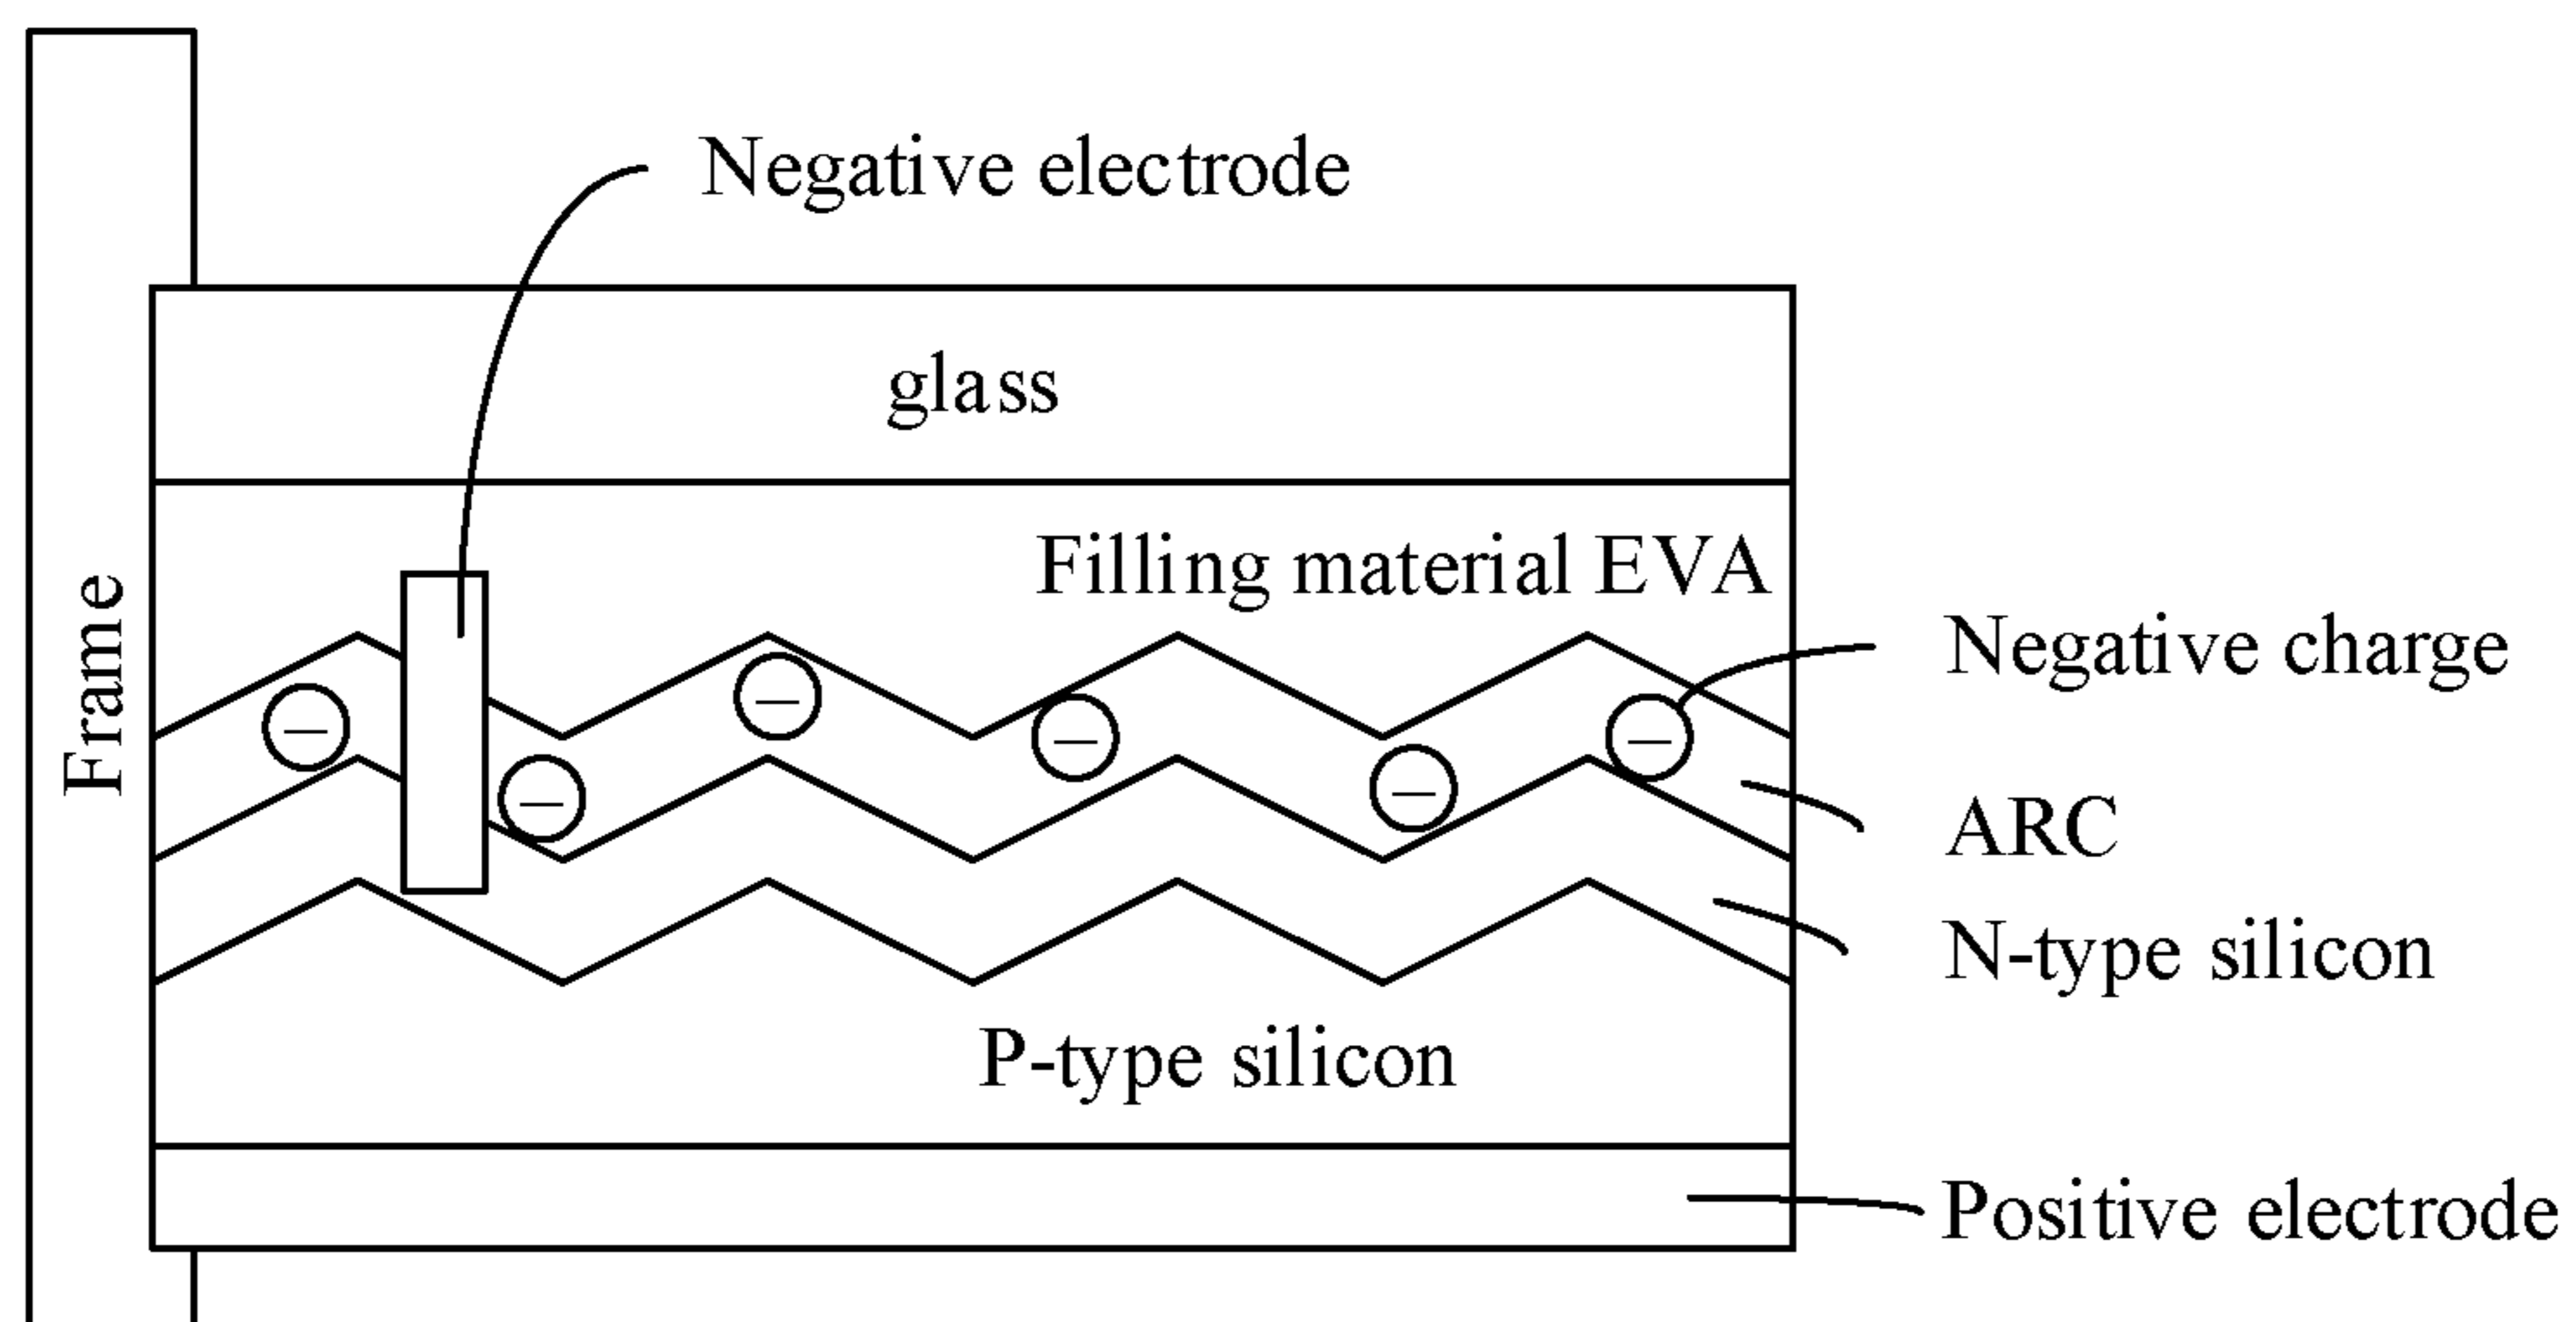 Negative electrode
glass
Filling material EVA
Frame
Negative charge
ARC
N-type silicon
P-type silicon
Positive electrode